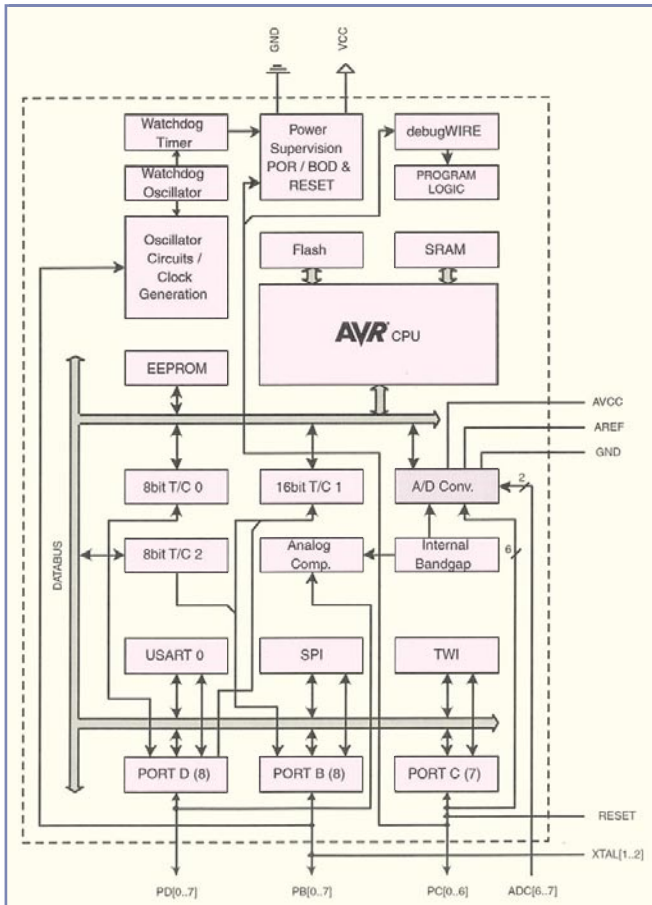 GND
VCC
Watchdog
Timer
Power
Supervision
POR / BOD &
RESET
debugWIRE
Watchdog
Oscillator
PROGRAM
LOGIC
Oscillator
Circuits /
Clock
Generation
Flash
SRAM
AVR CPU
EEPROM
AVCC
AREF
GND
8bit T/C 0
16bit T/C 1
A/D Conv.
2
DATABUS
8bit T/C 2
Analog
Comp.
Internal
Bandgap
6
USART 0
SPI
TWI
PORT D (8)
PORT B (8)
PORT C (7)
RESET
XTAL[1..2]
PD[0..7]
PB[0..7]
PC[0..6]
ADC[6..7]